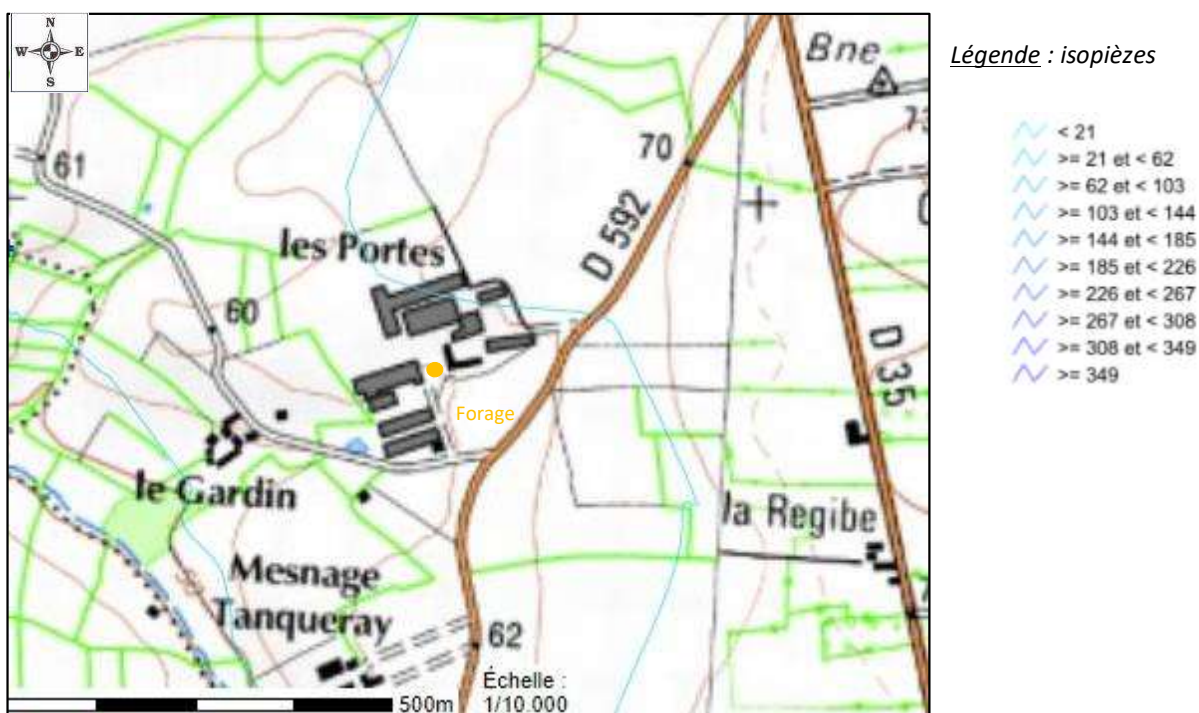 N
W E
S
Bne
61
70
73
D 592
les Portes
60
D 35
Forage
le Gardin
la Regibe
Mesnage
Tanqueray
62
500m
Échelle :
1/10.000
Légende : isopièzes
< 21
>= 21 et < 62
>= 62 et < 103
>= 103 et < 144
>= 144 et < 185
>= 185 et < 226
>= 226 et < 267
>= 267 et < 308
>= 308 et < 349
>= 349